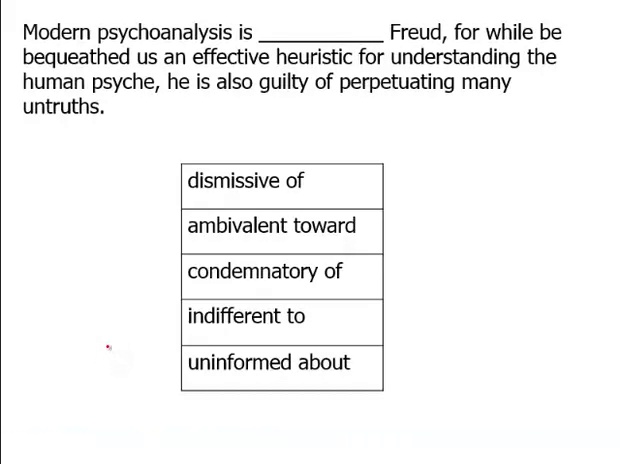 Modern psychoanalysis is ____________ Freud, for while be
bequeathed us an effective heuristic for understanding the
human psyche, he is also guilty of perpetuating many
untruths.
dismissive of
ambivalent toward
condemnatory of
indifferent to
uninformed about